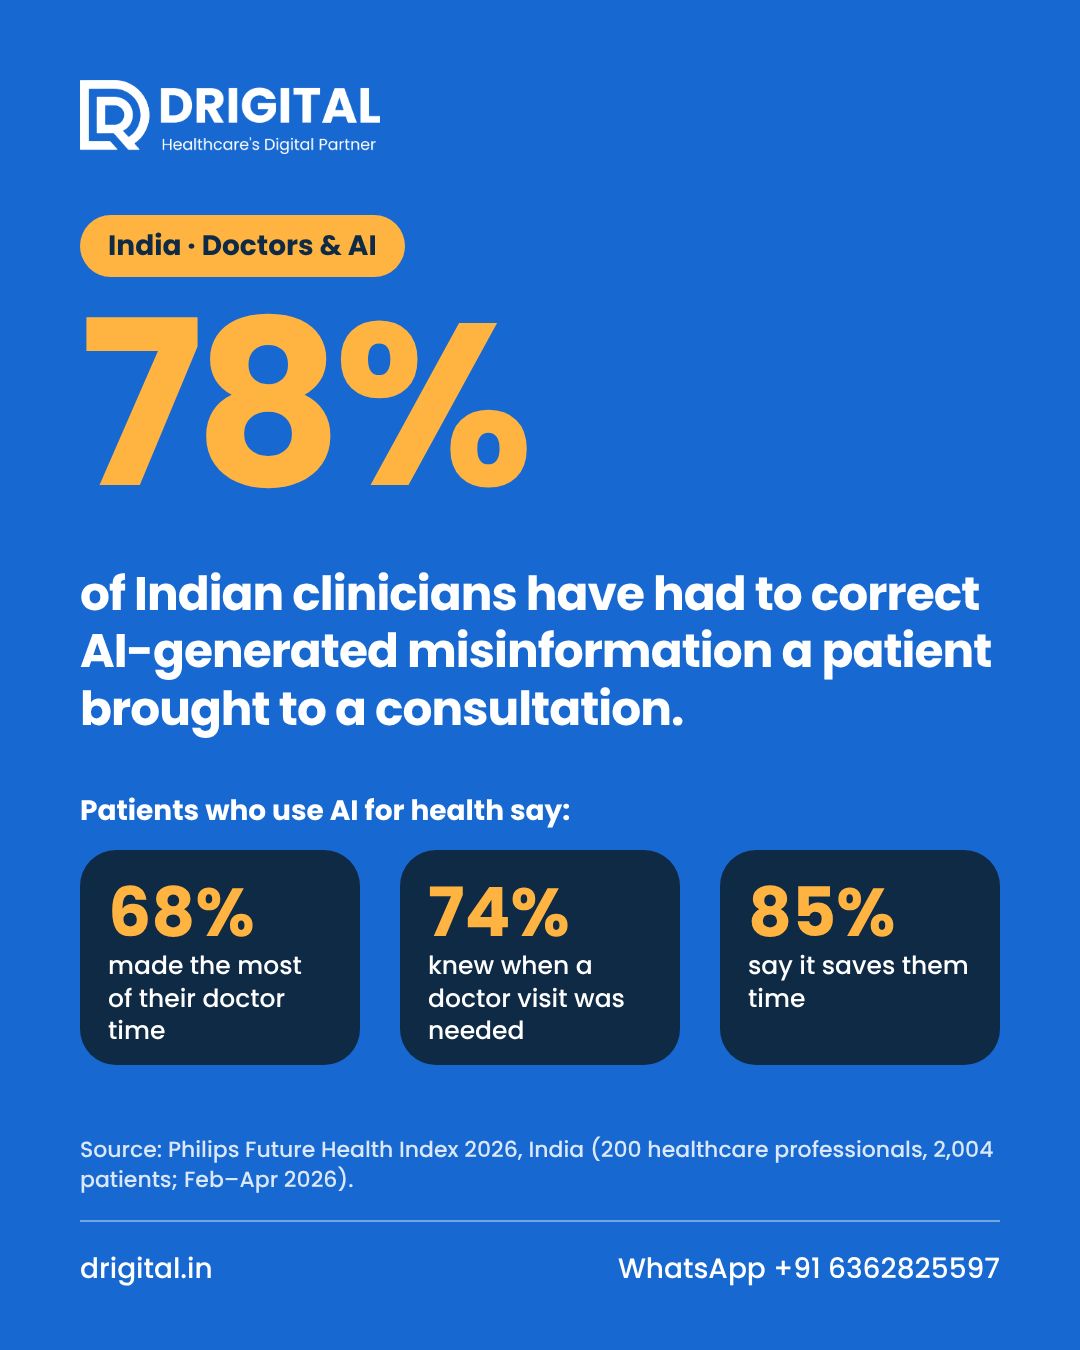 DRIGITAL
Healthcare's Digital Partner
India · Doctors & AI
78%
of Indian clinicians have had to correct
AI-generated misinformation a patient
brought to a consultation.
Patients who use AI for health say:
68%
made the most
of their doctor
time
74%
knew when a
doctor visit was
needed
85%
say it saves them
time
Source: Philips Future Health Index 2026, India (200 healthcare professionals, 2,004
patients; Feb–Apr 2026).
drigital.in
WhatsApp +91 6362825597